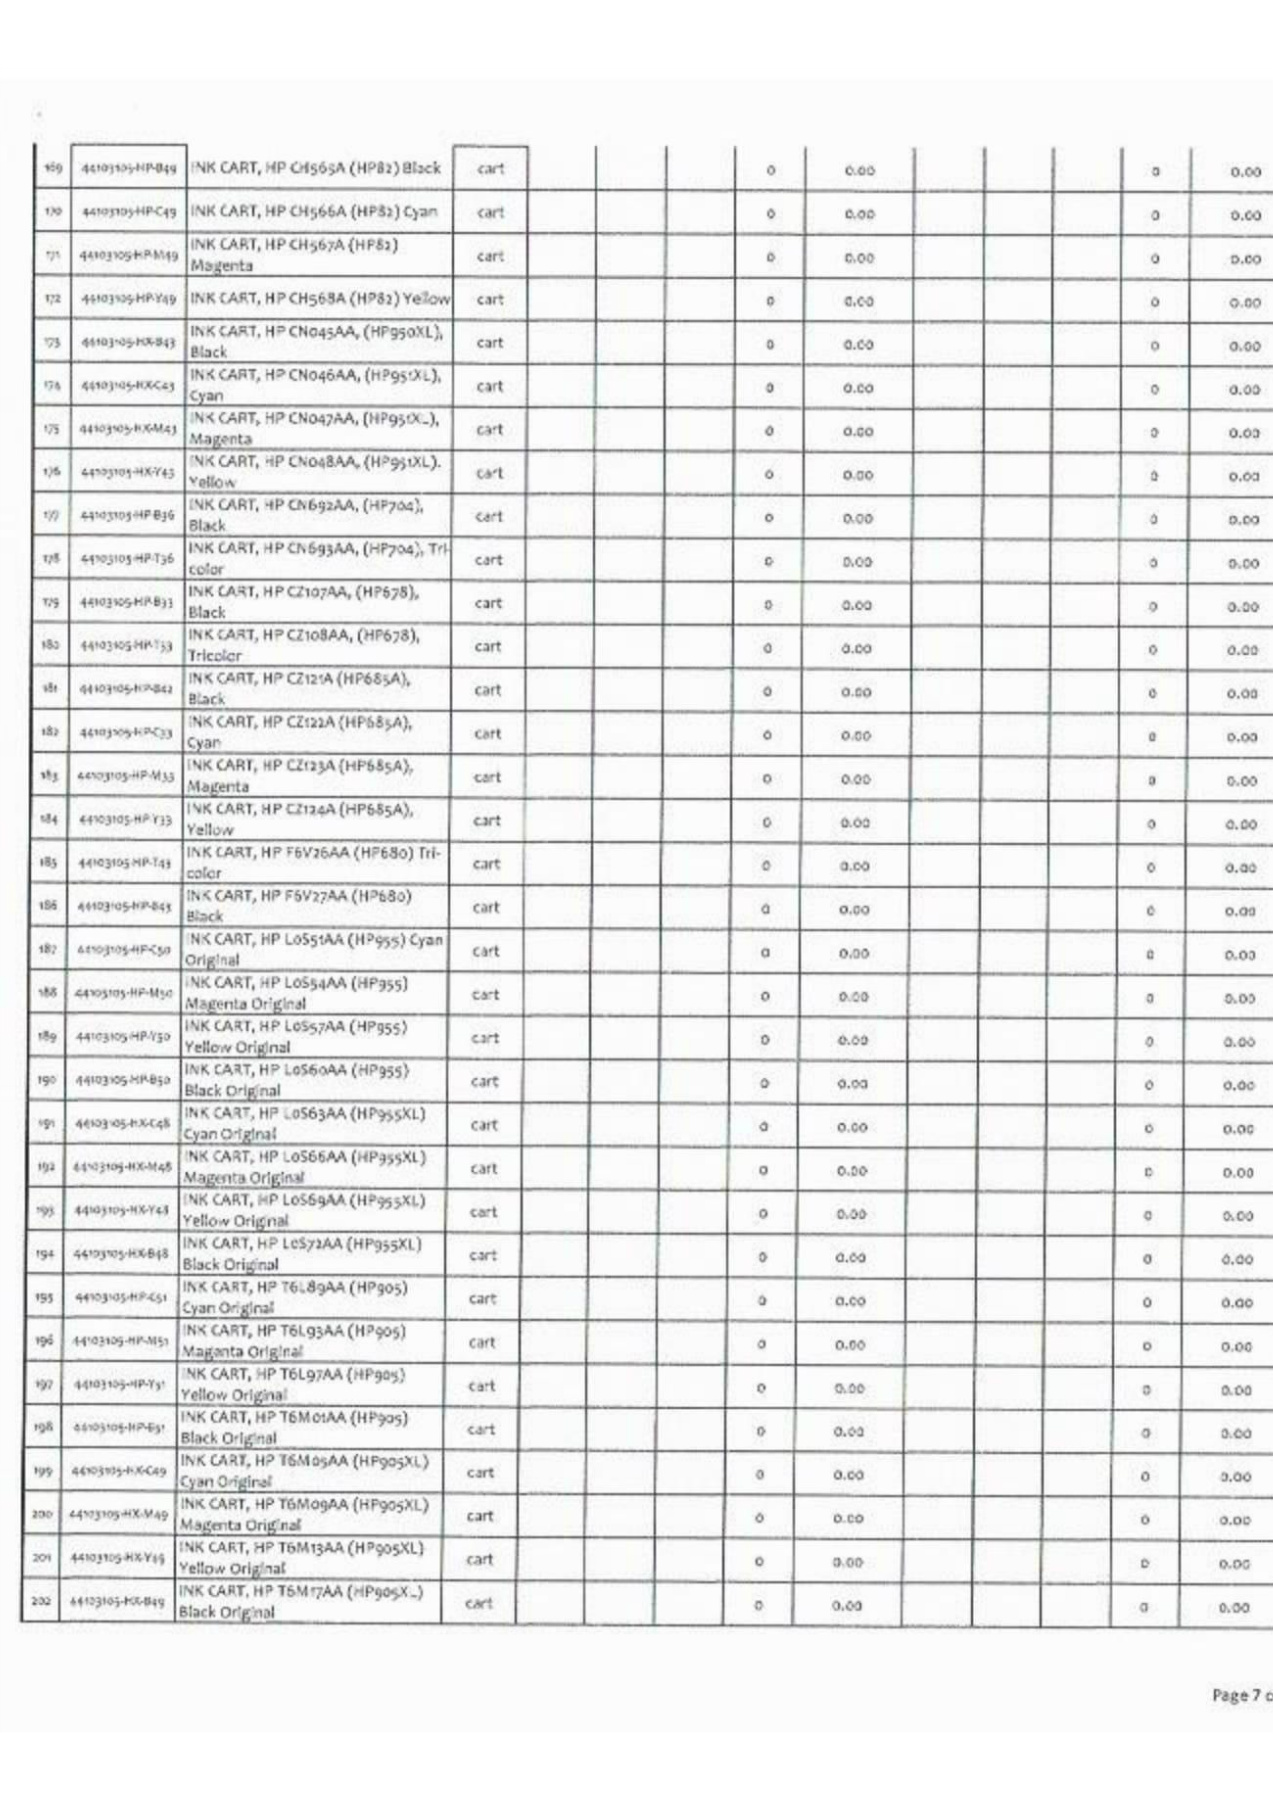 169 44103105-HP-B49 INK CART, HP CH565A (HP82) Black cart 0 0.00 0 0.00
170 44103105-HP-C49 INK CART, HP CH566A (HP82) Cyan cart 0 0.00 0 0.00
171 44103105-HP-M49 INK CART, HP CH567A (HP82)
Magenta cart 0 0.00 0 0.00
172 44103105-HP-Y49 INK CART, HP CH568A (HP82) Yellow cart 0 0.00 0 0.00
173 44103105-HX-B43 INK CART, HP CN045AA, (HP950XL),
Black cart 0 0.00 0 0.00
174 44103105-HX-C43 INK CART, HP CN046AA, (HP951XL),
Cyan cart 0 0.00 0 0.00
175 44103105-HX-M43 INK CART, HP CN047AA, (HP951XL),
Magenta cart 0 0.00 0 0.00
176 44103105-HX-Y43 INK CART, HP CN048AA, (HP951XL).
Yellow cart 0 0.00 0 0.00
177 44103105-HP-B36 INK CART, HP CN692AA, (HP704),
Black cart 0 0.00 0 0.00
178 44103105-HP-T36 INK CART, HP CN693AA, (HP704), Tri-
color cart 0 0.00 0 0.00
179 44103105-HP-B33 INK CART, HP CZ107AA, (HP678),
Black cart 0 0.00 0 0.00
180 44103105-HP-T33 INK CART, HP CZ108AA, (HP678),
Tricolor cart 0 0.00 0 0.00
181 44103105-HP-B42 INK CART, HP CZ121A (HP685A),
Black cart 0 0.00 0 0.00
182 44103105-HP-C33 INK CART, HP CZ122A (HP685A),
Cyan cart 0 0.00 0 0.00
183 44103105-HP-M33 INK CART, HP CZ123A (HP685A),
Magenta cart 0 0.00 0 0.00
184 44103105-HP-Y33 INK CART, HP CZ124A (HP685A),
Yellow cart 0 0.00 0 0.00
185 44103105-HP-T43 INK CART, HP F6V26AA (HP680) Tri-
color cart 0 0.00 0 0.00
186 44103105-HP-B43 INK CART, HP F6V27AA (HP680)
Black cart 0 0.00 0 0.00
187 44103105-HP-C50 INK CART, HP L0S51AA (HP955) Cyan
Original cart 0 0.00 0 0.00
188 44103105-HP-M50 INK CART, HP L0S54AA (HP955)
Magenta Original cart 0 0.00 0 0.00
189 44103105-HP-Y50 INK CART, HP L0S57AA (HP955)
Yellow Original cart 0 0.00 0 0.00
190 44103105-HP-B50 INK CART, HP L0S60AA (HP955)
Black Original cart 0 0.00 0 0.00
191 44103105-HX-C48 INK CART, HP L0S63AA (HP955XL)
Cyan Original cart 0 0.00 0 0.00
192 44103105-HX-M48 INK CART, HP L0S66AA (HP955XL)
Magenta Original cart 0 0.00 0 0.00
193 44103105-HX-Y48 INK CART, HP L0S69AA (HP955XL)
Yellow Original cart 0 0.00 0 0.00
194 44103105-HX-B48 INK CART, HP L0S72AA (HP955XL)
Black Original cart 0 0.00 0 0.00
195 44103105-HP-C51 INK CART, HP T6L89AA (HP905)
Cyan Original cart 0 0.00 0 0.00
196 44103105-HP-M51 INK CART, HP T6L93AA (HP905)
Magenta Original cart 0 0.00 0 0.00
197 44103105-HP-Y51 INK CART, HP T6L97AA (HP905)
Yellow Original cart 0 0.00 0 0.00
198 44103105-HP-B51 INK CART, HP T6M01AA (HP905)
Black Original cart 0 0.00 0 0.00
199 44103105-HX-C49 INK CART, HP T6M05AA (HP905XL)
Cyan Original cart 0 0.00 0 0.00
200 44103105-HX-M49 INK CART, HP T6M09AA (HP905XL)
Magenta Original cart 0 0.00 0 0.00
201 44103105-HX-Y49 INK CART, HP T6M13AA (HP905XL)
Yellow Original cart 0 0.00 0 0.00
202 44103105-HX-B49 INK CART, HP T6M17AA (HP905XL)
Black Original cart 0 0.00 0 0.00
Page 7